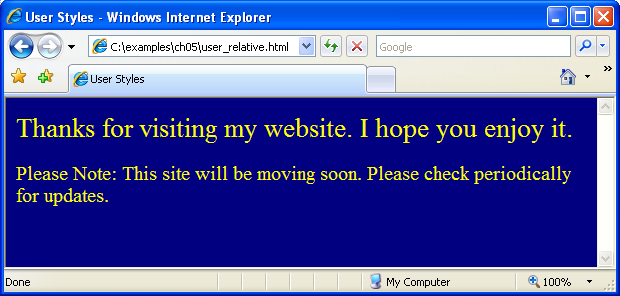 User Styles - Windows Internet Explorer
C:\examples\ch05\user_relative.html
Google
User Styles
»
Thanks for visiting my website. I hope you enjoy it.
Please Note: This site will be moving soon. Please check periodically
for updates.
Done
My Computer
100%